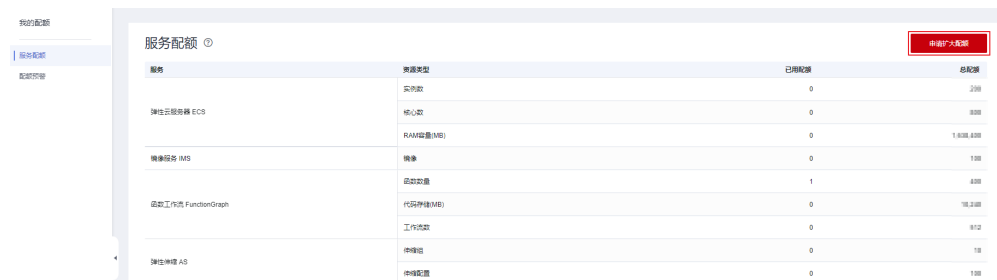 我的配额
服务配额
配额预警
服务配额
申请扩大配额
服务 资源类型 已用配额 总配额
弹性云服务器 ECS
实例数 0
核心数 0
RAM容量(MB) 0
镜像服务 IMS 镜像 0
函数工作流 FunctionGraph
函数数量 1
代码存储(MB) 0
工作流数 0
弹性伸缩 AS
伸缩组 0
伸缩配置 0